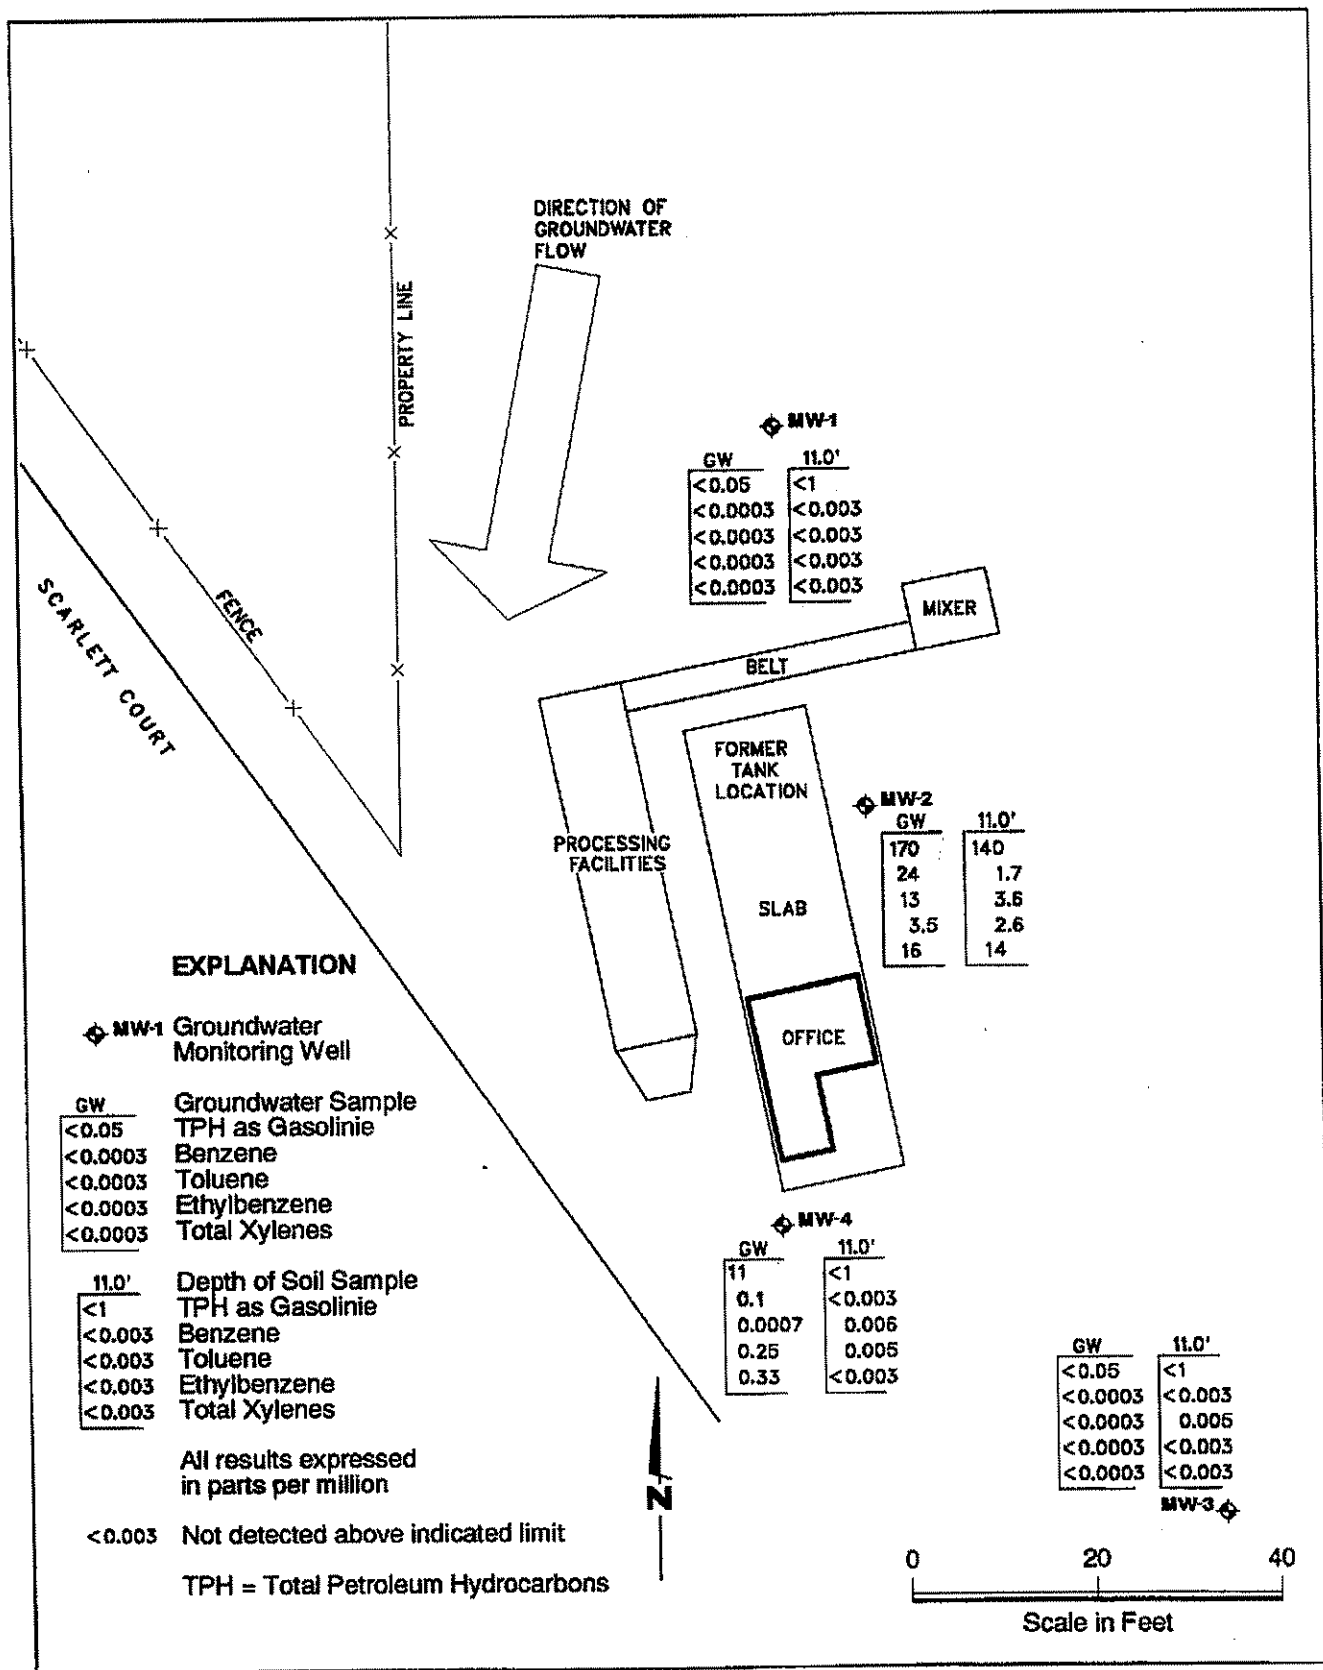 DIRECTION OF
GROUNDWATER
FLOW
PROPERTY LINE
FENCE
SCARLETT COURT
MW-1
GW 11.0'
<0.05 <1
<0.0003 <0.003
<0.0003 <0.003
<0.0003 <0.003
<0.0003 <0.003
MIXER
BELT
FORMER
TANK
LOCATION
PROCESSING
FACILITIES
SLAB
OFFICE
MW-2
GW 11.0'
170 140
24 1.7
13 3.6
3.5 2.6
16 14
MW-4
GW 11.0'
11 <1
0.1 <0.003
0.0007 0.006
0.25 0.005
0.33 <0.003
GW 11.0'
<0.05 <1
<0.0003 <0.003
<0.0003 0.005
<0.0003 <0.003
<0.0003 <0.003
MW-3
EXPLANATION
MW-1 Groundwater
Monitoring Well
GW Groundwater Sample
<0.05 TPH as Gasolinie
<0.0003 Benzene
<0.0003 Toluene
<0.0003 Ethylbenzene
<0.0003 Total Xylenes
11.0' Depth of Soil Sample
<1 TPH as Gasolinie
<0.003 Benzene
<0.003 Toluene
<0.003 Ethylbenzene
<0.003 Total Xylenes
All results expressed
in parts per million
<0.003 Not detected above indicated limit
TPH = Total Petroleum Hydrocarbons
N
0 20 40
Scale in Feet